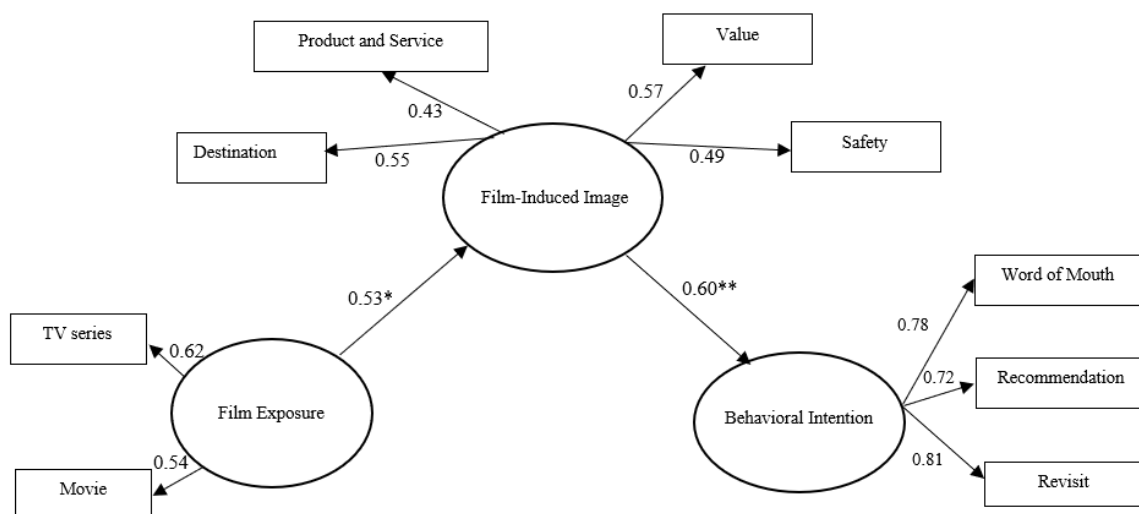 Product and Service
Value
0.43
0.57
Destination
0.55
0.49
Safety
Film-Induced Image
0.53*
0.60**
Word of Mouth
TV series
0.62
0.78
Film Exposure
Behavioral Intention
0.72
Recommendation
0.54
Movie
0.81
Revisit